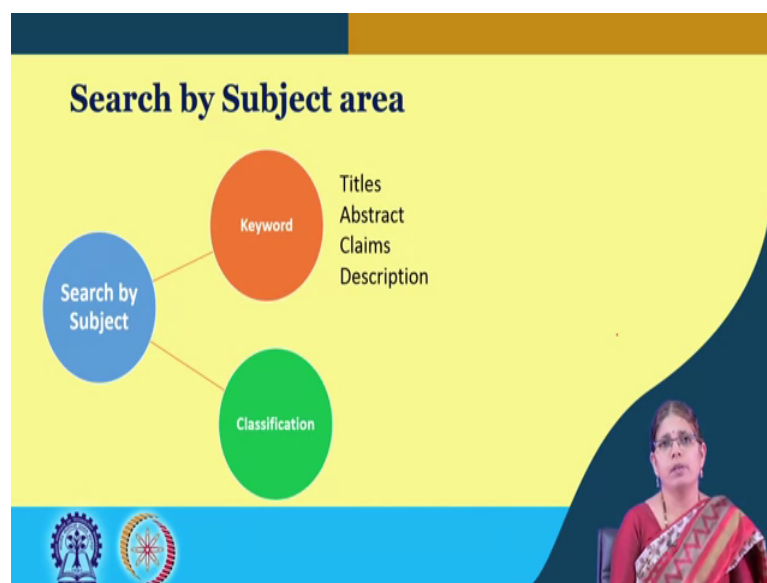 Search by Subject area
Keyword
Titles
Abstract
Claims
Description
Search by
Subject
Classification